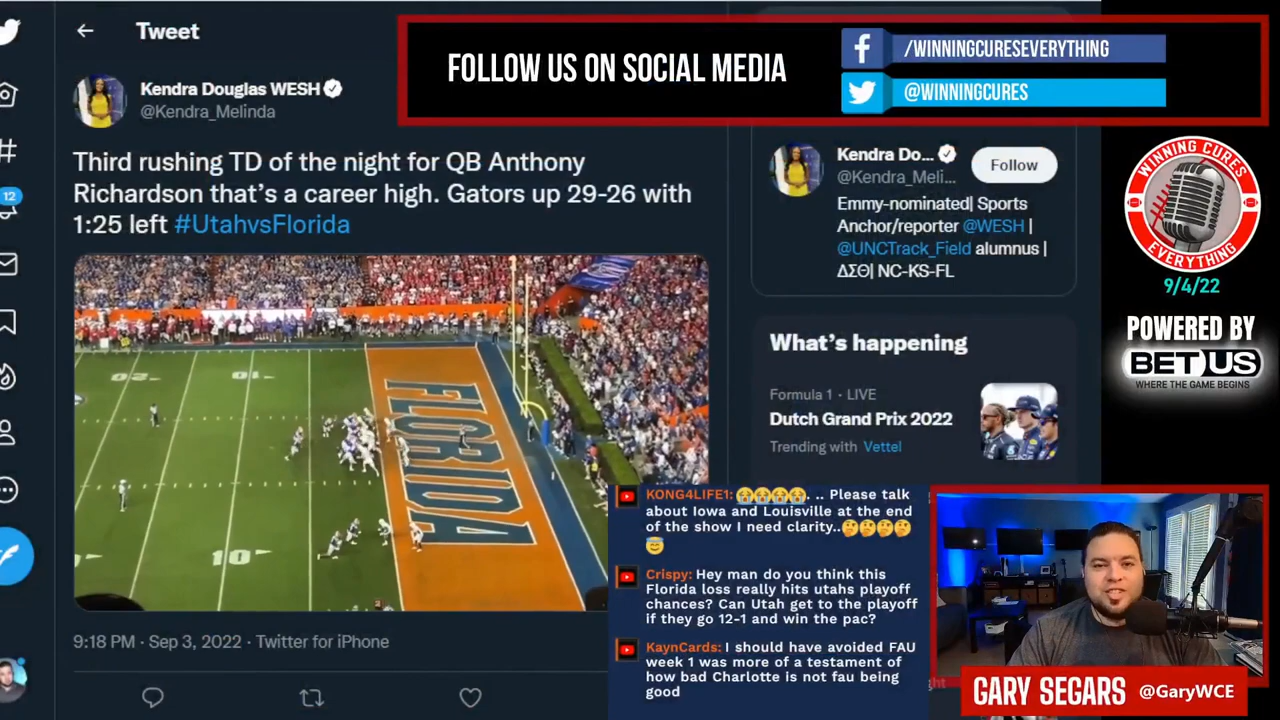 Tweet
Kendra Douglas WESH
@Kendra_Melinda
Third rushing TD of the night for QB Anthony
Richardson that's a career high. Gators up 29-26 with
1:25 left #UtahvsFlorida
FLORIDA
10
9:18 PM · Sep 3, 2022 · Twitter for iPhone
12
FOLLOW US ON SOCIAL MEDIA
/WINNINGCURESEVERYTHING
@WINNINGCURES
Kendra Do...
@Kendra_Meli...
Follow
Emmy-nominated| Sports
Anchor/reporter @WESH |
@UNCTrack_Field alumnus |
ΔΣΘ| NC-KS-FL
What's happening
Formula 1 · LIVE
Dutch Grand Prix 2022
Trending with Vettel
WINNING CURES
EVERYTHING
9/4/22
POWERED BY
BETUS
WHERE THE GAME BEGINS
KONG4LIFE1: 😭😭😭😭. .. Please talk
about Iowa and Louisville at the end
of the show I need clarity..🤔🤔🤔🤔
😇
Crispy: Hey man do you think this
Florida loss really hits utahs playoff
chances? Can Utah get to the playoff
if they go 12-1 and win the pac?
KaynCards: I should have avoided FAU
week 1 was more of a testament of
how bad Charlotte is not fau being
good
GARY SEGARS @GaryWCE